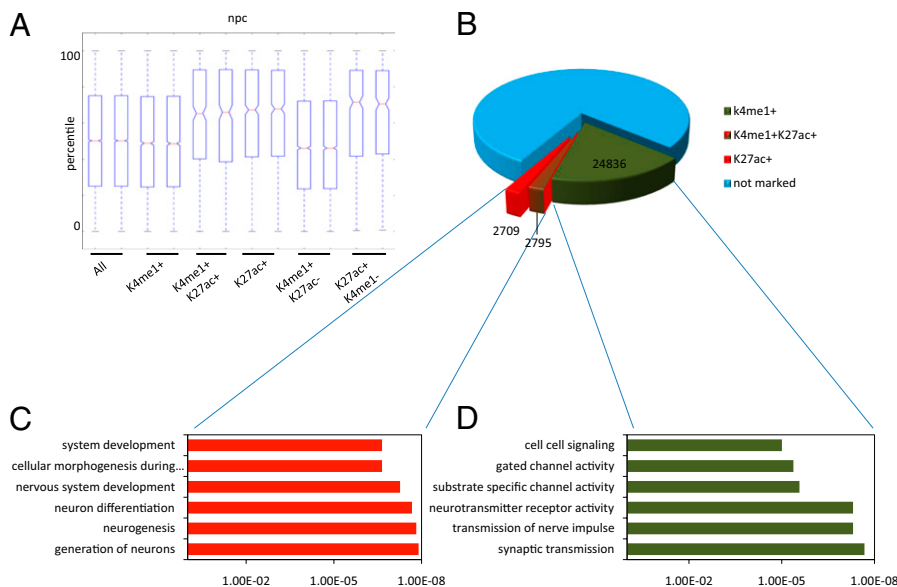 A
npc
100
percentile
0
All
K4me1+
K4me1+
K27ac+
K27ac+
K4me1+
K27ac-
K27ac+
K4me1-
B
24836
2709
2795
k4me1+
K4me1+K27ac+
K27ac+
not marked
C
system development
cellular morphogenesis during...
nervous system development
neuron differentiation
neurogenesis
generation of neurons
1.00E-02 1.00E-05 1.00E-08
D
cell cell signaling
gated channel activity
substrate specific channel activity
neurotransmitter receptor activity
transmission of nerve impulse
synaptic transmission
1.00E-02 1.00E-05 1.00E-08